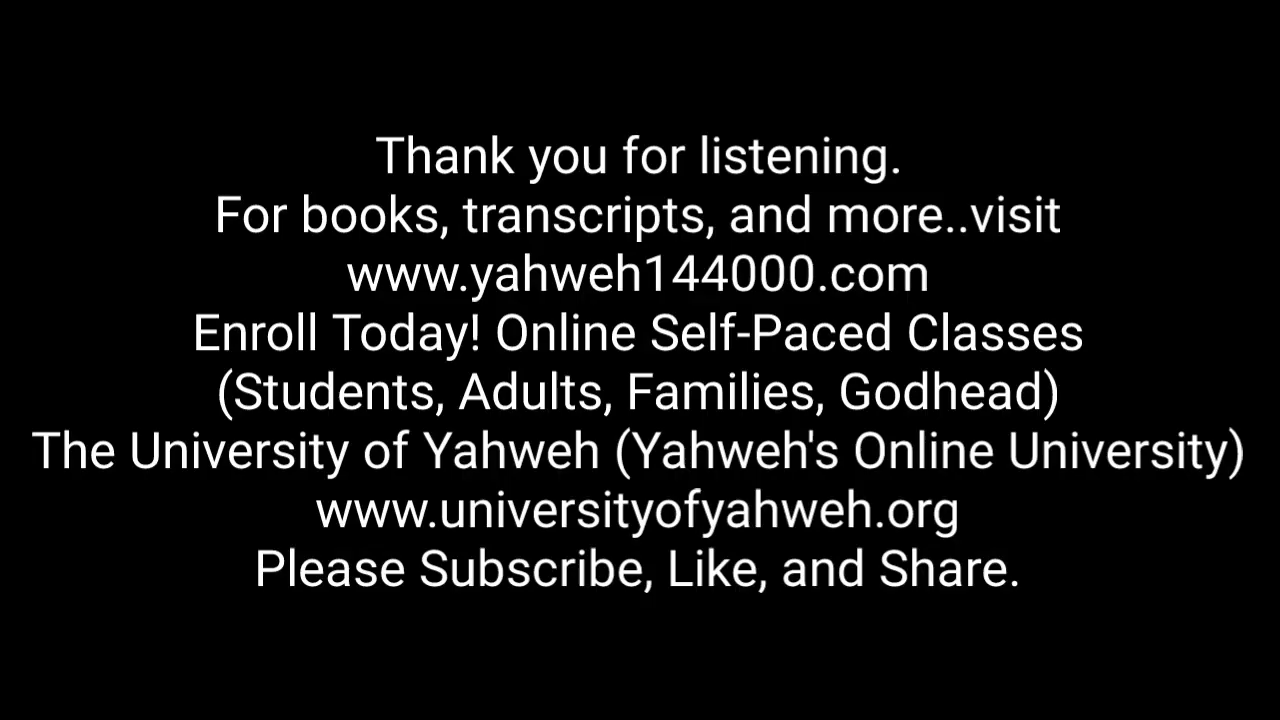 Thank you for listening.
For books, transcripts, and more..visit
www.yahweh144000.com
Enroll Today! Online Self-Paced Classes
(Students, Adults, Families, Godhead)
The University of Yahweh (Yahweh's Online University)
www.universityofyahweh.org
Please Subscribe, Like, and Share.